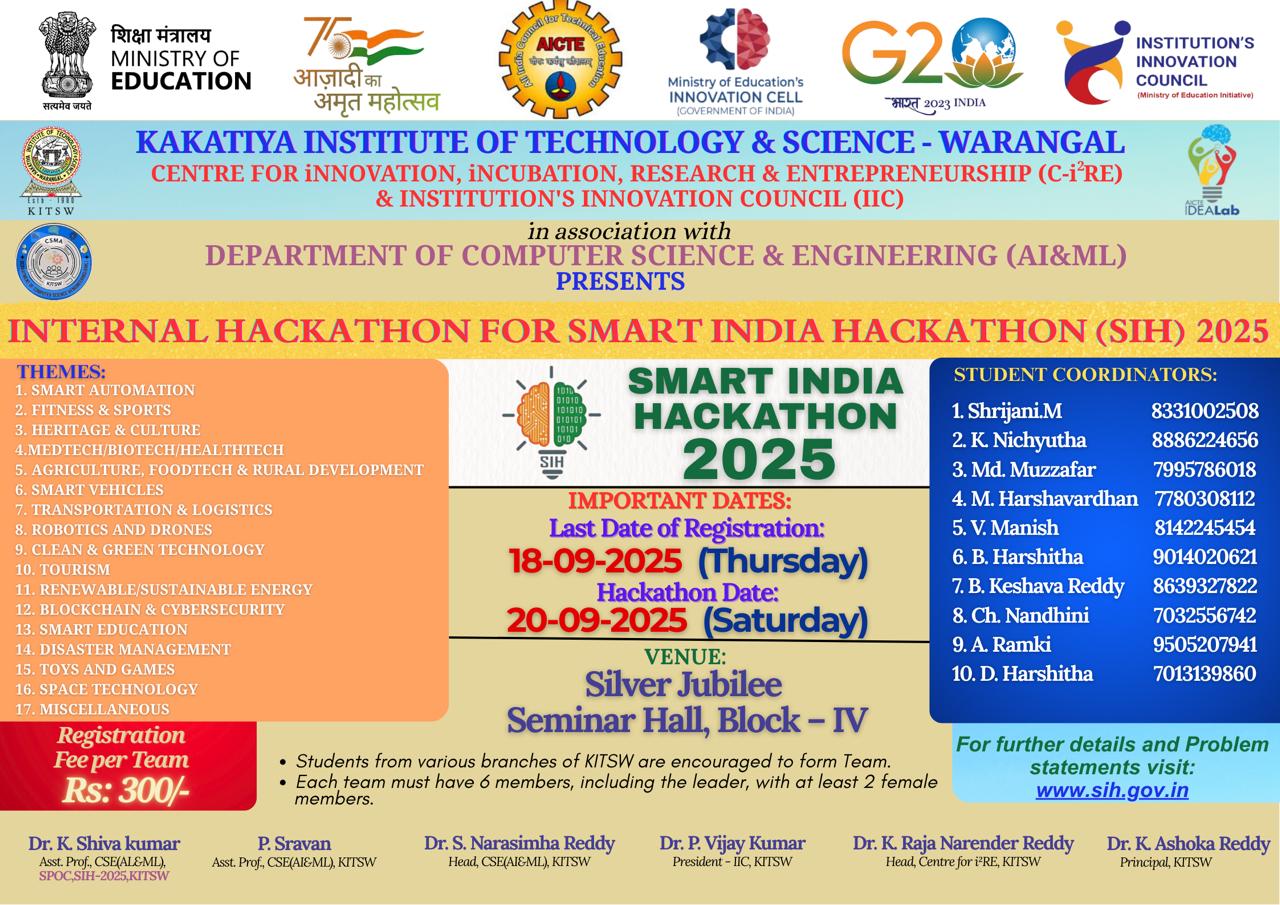 शिक्षा मंत्रालय
MINISTRY OF
EDUCATION
सत्यमेव जयते
75
आज़ादी का
अमृत महोत्सव
All India Council for Technical Education
AICTE
Ministry of Education's
INNOVATION CELL
(GOVERNMENT OF INDIA)
G20
भारत 2023 INDIA
INSTITUTION'S
INNOVATION
COUNCIL
(Ministry of Education Initiative)
KAKATIYA INSTITUTE OF TECHNOLOGY & SCIENCE - WARANGAL
CENTRE FOR iNNOVATION, iNCUBATION, RESEARCH & ENTREPRENEURSHIP (C-i²RE)
& INSTITUTION'S INNOVATION COUNCIL (IIC)
Estb - 1980
KITSW
AICTE
IDEALab
in association with
DEPARTMENT OF COMPUTER SCIENCE & ENGINEERING (AI&ML)
PRESENTS
CSMA
KITSW
INTERNAL HACKATHON FOR SMART INDIA HACKATHON (SIH) 2025
THEMES:
1. SMART AUTOMATION
2. FITNESS & SPORTS
3. HERITAGE & CULTURE
4.MEDTECH/BIOTECH/HEALTHTECH
5. AGRICULTURE, FOODTECH & RURAL DEVELOPMENT
6. SMART VEHICLES
7. TRANSPORTATION & LOGISTICS
8. ROBOTICS AND DRONES
9. CLEAN & GREEN TECHNOLOGY
10. TOURISM
11. RENEWABLE/SUSTAINABLE ENERGY
12. BLOCKCHAIN & CYBERSECURITY
13. SMART EDUCATION
14. DISASTER MANAGEMENT
15. TOYS AND GAMES
16. SPACE TECHNOLOGY
17. MISCELLANEOUS
SIH
SMART INDIA
HACKATHON
2025
IMPORTANT DATES:
Last Date of Registration:
18-09-2025 (Thursday)
Hackathon Date:
20-09-2025 (Saturday)
VENUE:
Silver Jubilee
Seminar Hall, Block – IV
STUDENT COORDINATORS:
1. Shrijani.M 8331002508
2. K. Nichyutha 8886224656
3. Md. Muzzafar 7995786018
4. M. Harshavardhan 7780308112
5. V. Manish 8142245454
6. B. Harshitha 9014020621
7. B. Keshava Reddy 8639327822
8. Ch. Nandhini 7032556742
9. A. Ramki 9505207941
10. D. Harshitha 7013139860
Registration
Fee per Team
Rs: 300/-
• Students from various branches of KITSW are encouraged to form Team.
• Each team must have 6 members, including the leader, with at least 2 female
members.
For further details and Problem
statements visit:
www.sih.gov.in
Dr. K. Shiva kumar
Asst. Prof., CSE(AL&ML),
SPOC,SIH-2025,KITSW
P. Sravan
Asst. Prof., CSE(AI&ML), KITSW
Dr. S. Narasimha Reddy
Head, CSE(AI&ML), KITSW
Dr. P. Vijay Kumar
President - IIC, KITSW
Dr. K. Raja Narender Reddy
Head, Centre for i²RE, KITSW
Dr. K. Ashoka Reddy
Principal, KITSW